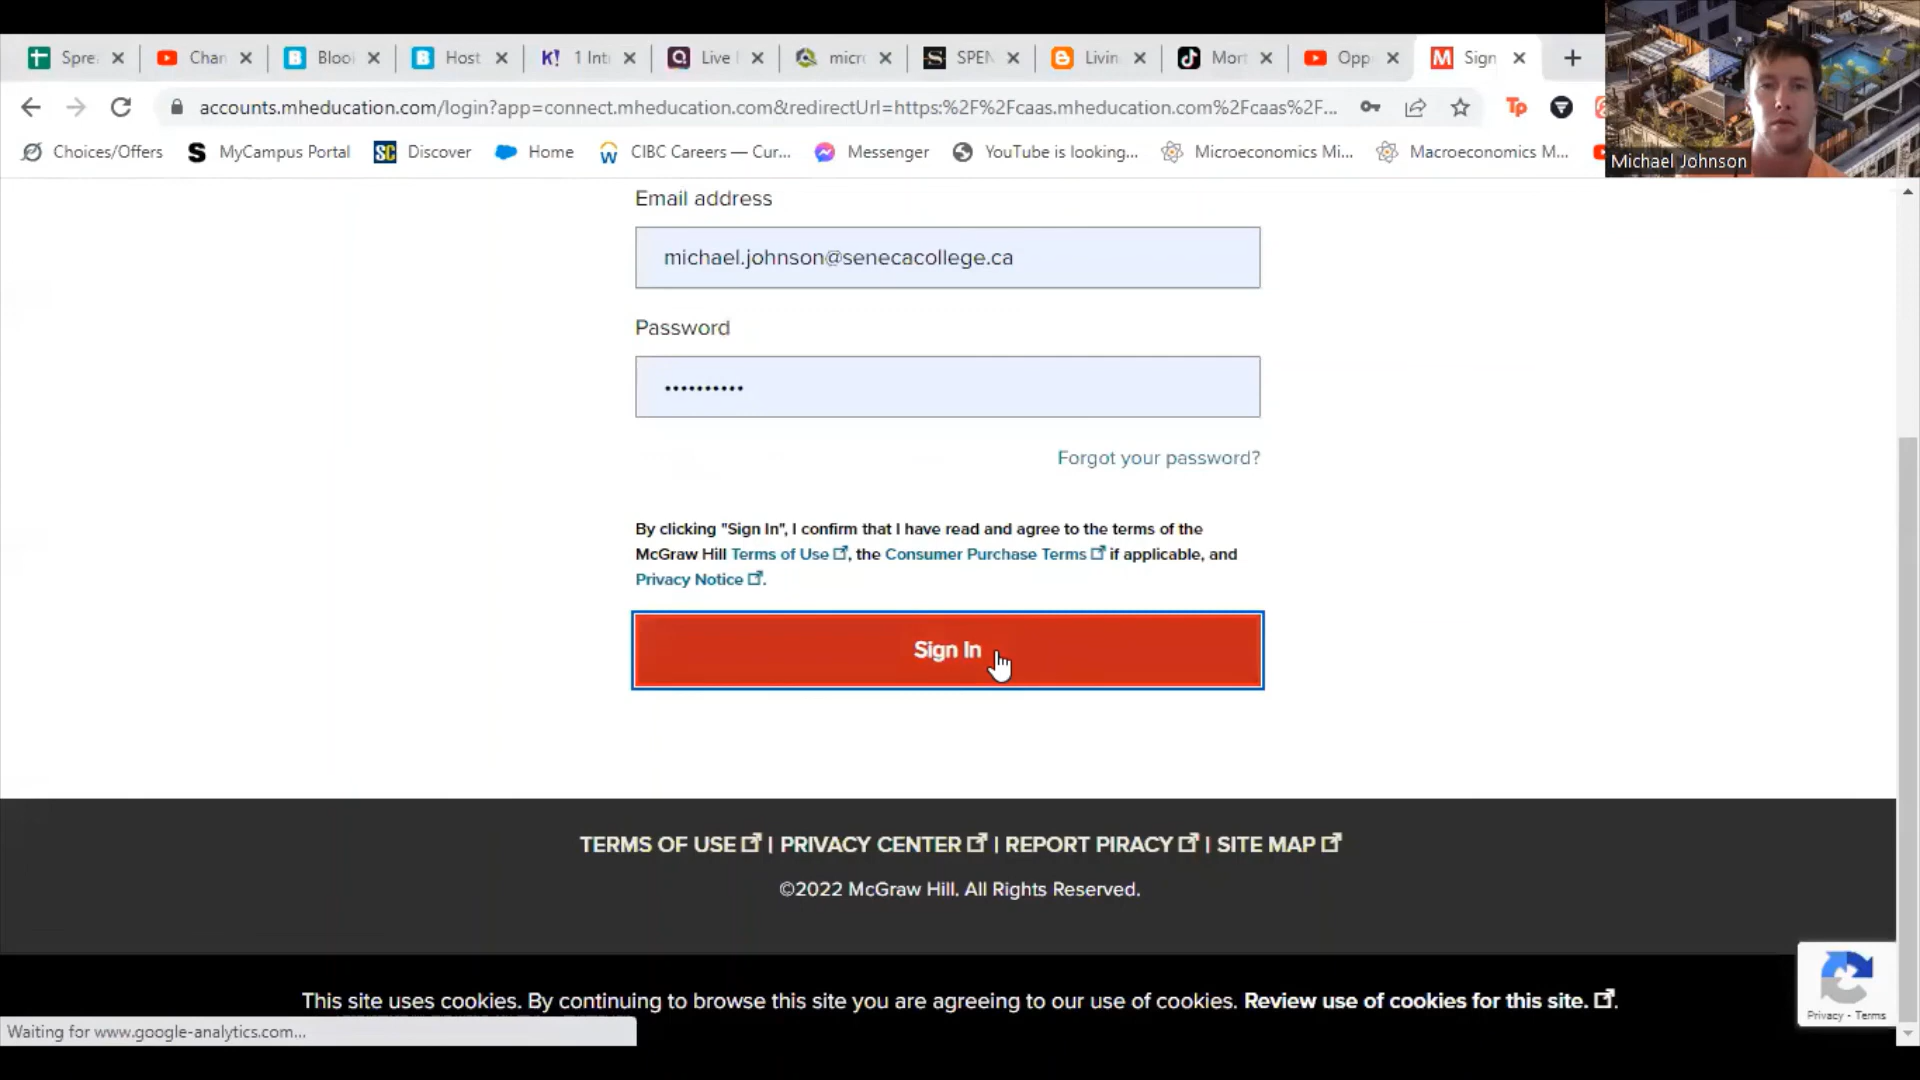 Spre
Chan
Blool
Host
K! 1 Int
Live
micro
SPEN
Livin
Mort
Opp
M Sign
accounts.mheducation.com/login?app=connect.mheducation.com&redirectUrl=https:%2F%2Fcaas.mheducation.com%2Fcaas%2F...
Tp
Choices/Offers
S MyCampus Portal
SC Discover
Home
CIBC Careers — Cur...
Messenger
YouTube is looking...
Microeconomics Mi...
Macroeconomics M...
Michael Johnson
Email address
michael.johnson@senecacollege.ca
Password
••••••••••
Forgot your password?
By clicking "Sign In", I confirm that I have read and agree to the terms of the
McGraw Hill Terms of Use, the Consumer Purchase Terms if applicable, and
Privacy Notice.
Sign In
TERMS OF USE | PRIVACY CENTER | REPORT PIRACY | SITE MAP
©2022 McGraw Hill. All Rights Reserved.
This site uses cookies. By continuing to browse this site you are agreeing to our use of cookies. Review use of cookies for this site.
Privacy - Terms
Waiting for www.google-analytics.com...